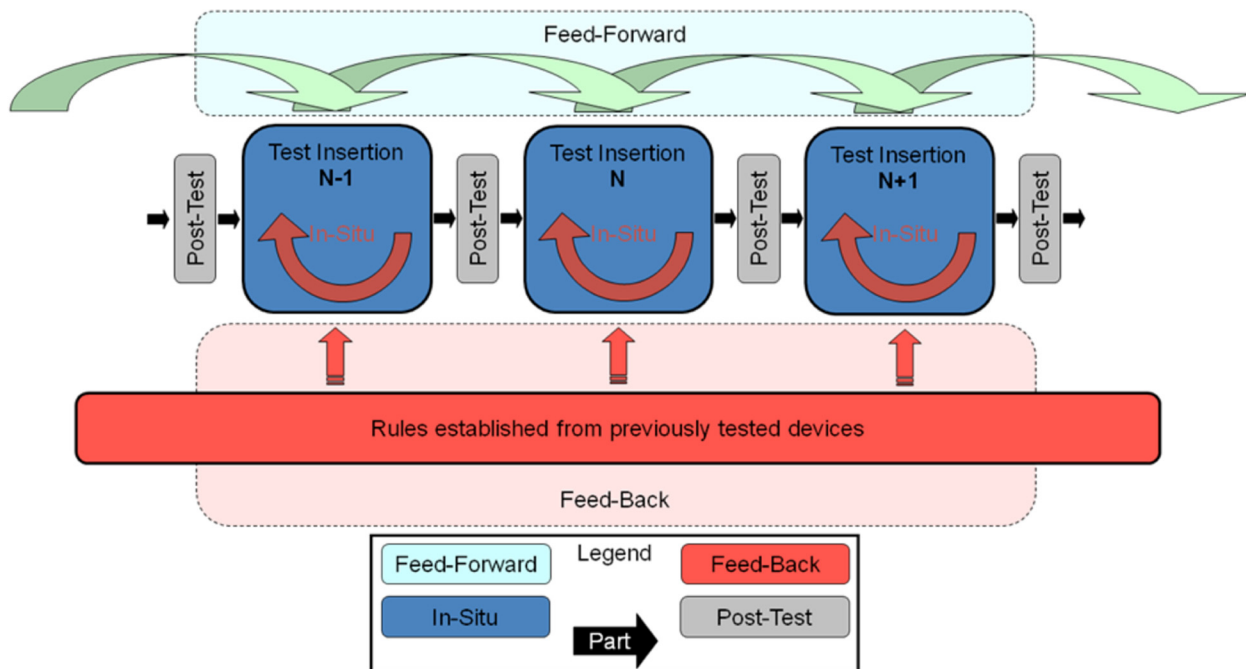 Feed-Forward
Test Insertion
N-1
In-Situ
Test Insertion
N
In-Situ
Test Insertion
N+1
In-Situ
Post-Test
Post-Test
Post-Test
Post-Test
Rules established from previously tested devices
Feed-Back
Legend
Feed-Forward
Feed-Back
In-Situ
Part
Post-Test